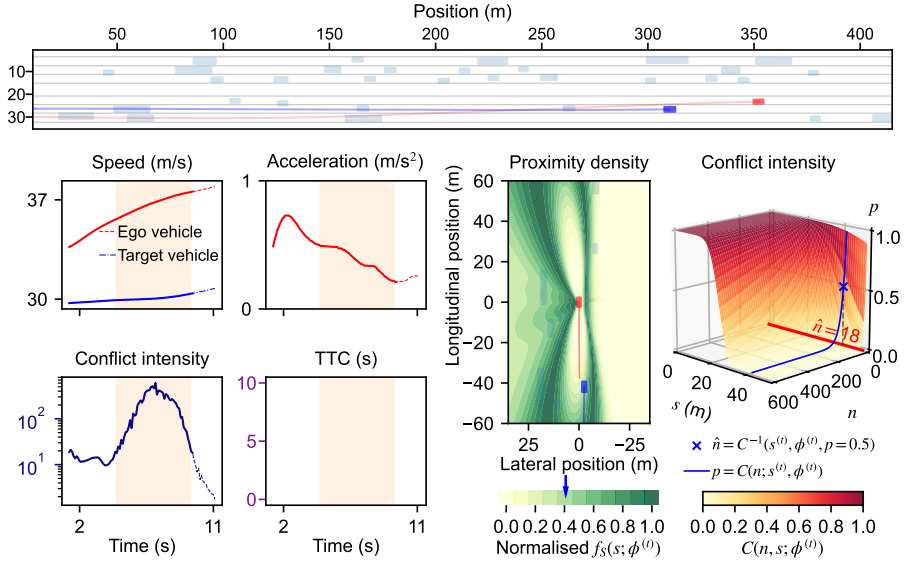 Position (m)
50 100 150 200 250 300 350 400
10
20
30
Speed (m/s)
37
30
Ego vehicle
Target vehicle
Acceleration (m/s²)
1
0
Proximity density
Longitudinal position (m)
60
40
20
0
−20
−40
−60
25 0 −25
Lateral position (m)
0.0 0.2 0.4 0.6 0.8 1.0
Normalised f_S(s; ϕ^(t))
Conflict intensity
p
1.0
0.5
0.0
n̂ = 18
0
20
40
s (m)
600
400
200
0
n
n̂ = C⁻¹(s^(t), ϕ^(t), p = 0.5)
p = C(n; s^(t), ϕ^(t))
0.0 0.2 0.4 0.6 0.8 1.0
C(n, s; ϕ^(t))
Conflict intensity
10²
10¹
2 11
Time (s)
TTC (s)
10
5
0
2 11
Time (s)